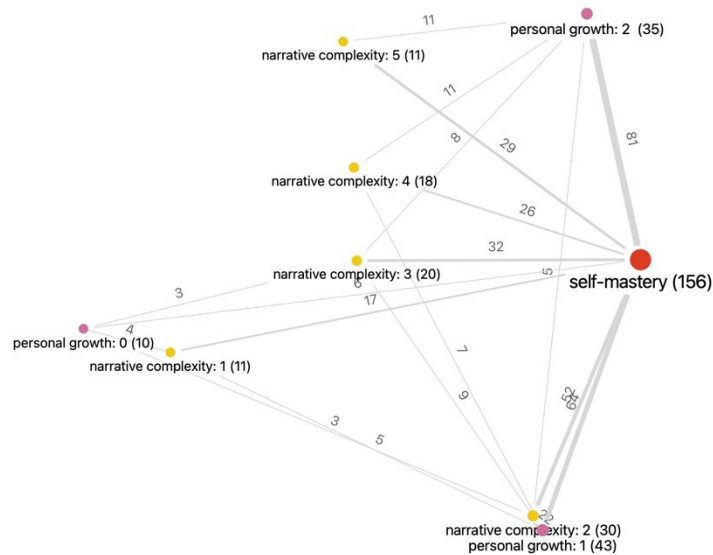 11
personal growth: 2 (35)
narrative complexity: 5 (11)
11
8
29
81
narrative complexity: 4 (18)
26
32
narrative complexity: 3 (20)
5
self-mastery (156)
6
3
17
4
personal growth: 0 (10)
narrative complexity: 1 (11)
7
9
52
64
3
5
22
narrative complexity: 2 (30)
personal growth: 1 (43)